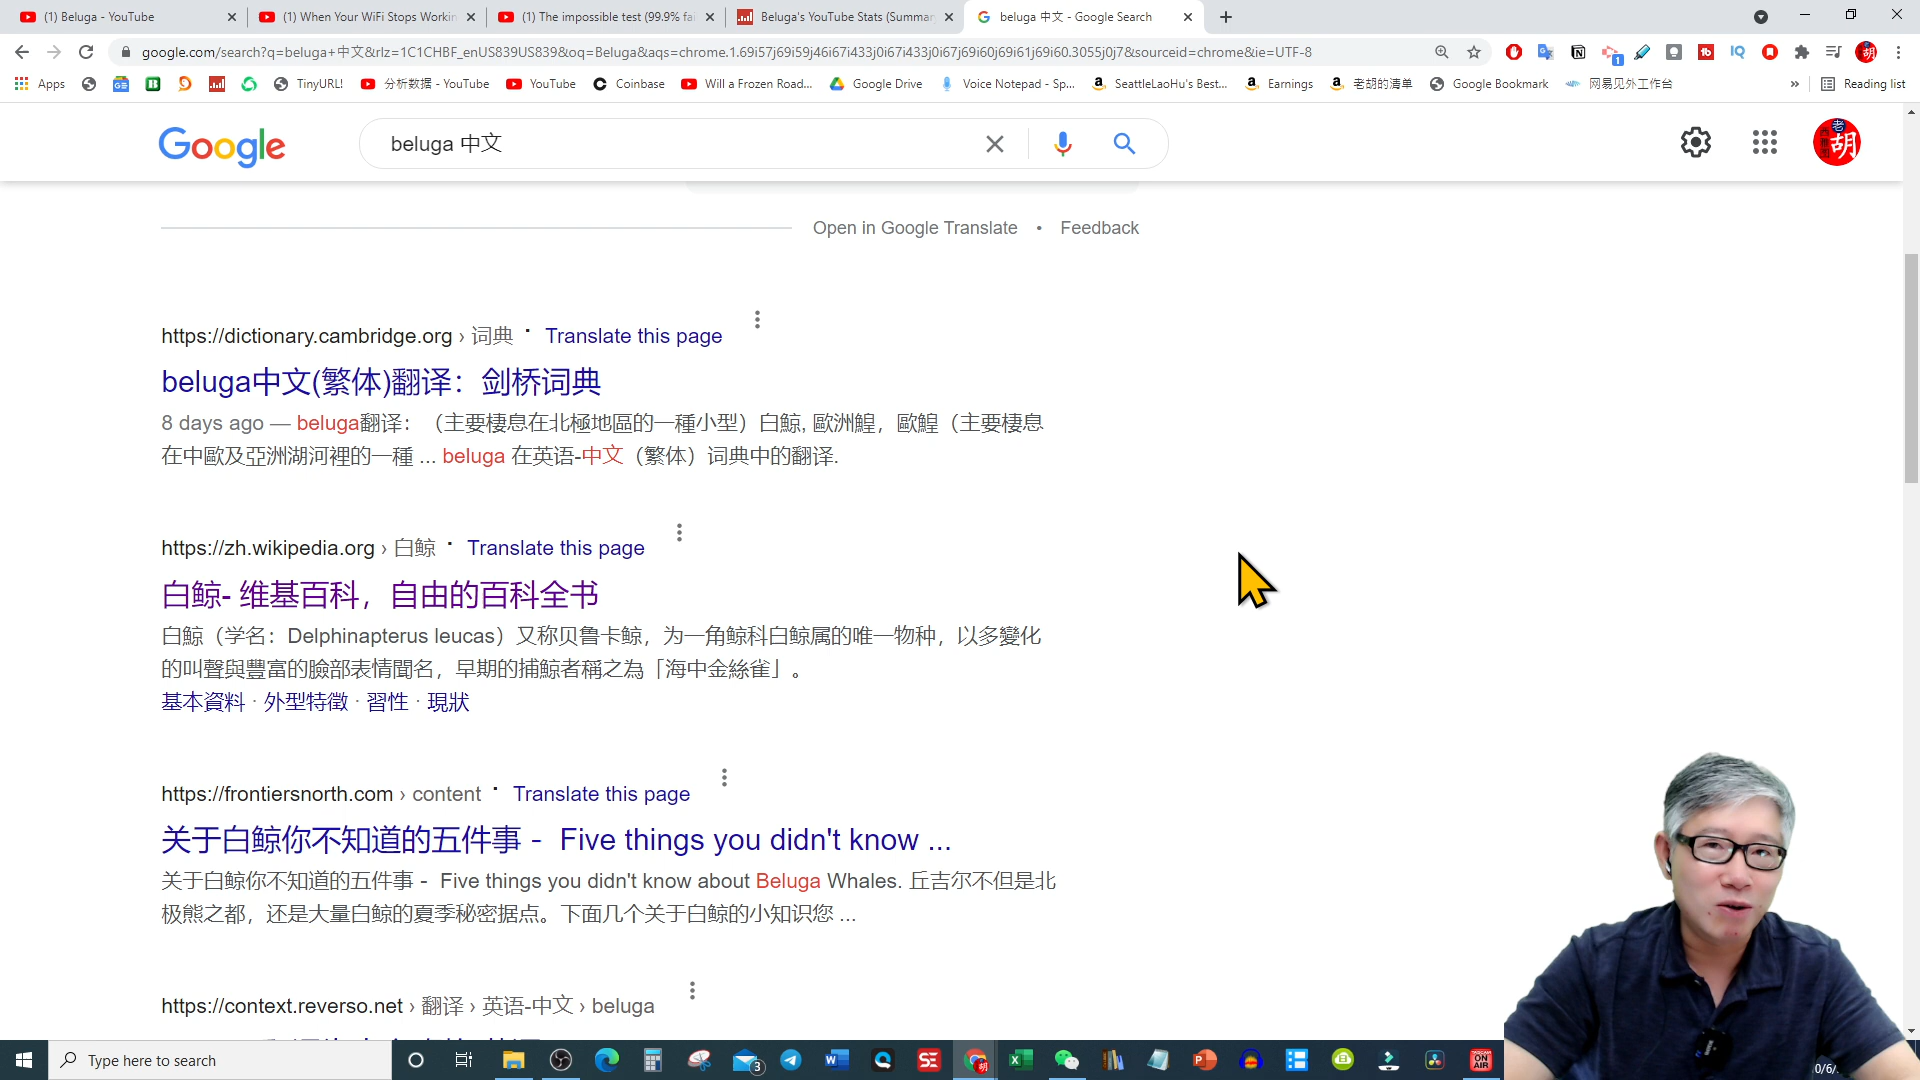 (1) Beluga - YouTube
(1) When Your WiFi Stops Workin
(1) The impossible test (99.9% fai
Beluga's YouTube Stats (Summar
beluga 中文 - Google Search
google.com/search?q=beluga+中文&rlz=1C1CHBF_enUS839US839&oq=Beluga&aqs=chrome.1.69i57j69i59j46i67i433j0i67i433j0i67j69i60j69i61j69i60.3055j0j7&sourceid=chrome&ie=UTF-8
Apps
TinyURL!
分析数据 - YouTube
YouTube
Coinbase
Will a Frozen Road...
Google Drive
Voice Notepad - Sp...
SeattleLaoHu's Best...
Earnings
老胡的清单
Google Bookmark
网易见外工作台
»
Reading list
Google
beluga 中文
老
胡
Open in Google Translate • Feedback
https://dictionary.cambridge.org › 词典 · Translate this page
beluga中文(繁体)翻译：剑桥词典
8 days ago — beluga翻译：（主要棲息在北極地區的一種小型）白鯨, 歐洲鰉，歐鰉（主要棲息
在中歐及亞洲湖河裡的一種 ... beluga 在英语-中文（繁体）词典中的翻译.
https://zh.wikipedia.org › 白鲸 · Translate this page
白鲸- 维基百科，自由的百科全书
白鲸（学名：Delphinapterus leucas）又称贝鲁卡鲸，为一角鲸科白鲸属的唯一物种，以多變化
的叫聲與豐富的臉部表情聞名，早期的捕鯨者稱之為「海中金絲雀」。
基本資料 · 外型特徵 · 習性 · 現狀
https://frontiersnorth.com › content · Translate this page
关于白鲸你不知道的五件事 - Five things you didn't know ...
关于白鲸你不知道的五件事 - Five things you didn't know about Beluga Whales. 丘吉尔不但是北
极熊之都，还是大量白鲸的夏季秘密据点。下面几个关于白鲸的小知识您 ...
https://context.reverso.net › 翻译 › 英语-中文 › beluga
Type here to search
3
ON AIR
0/6/